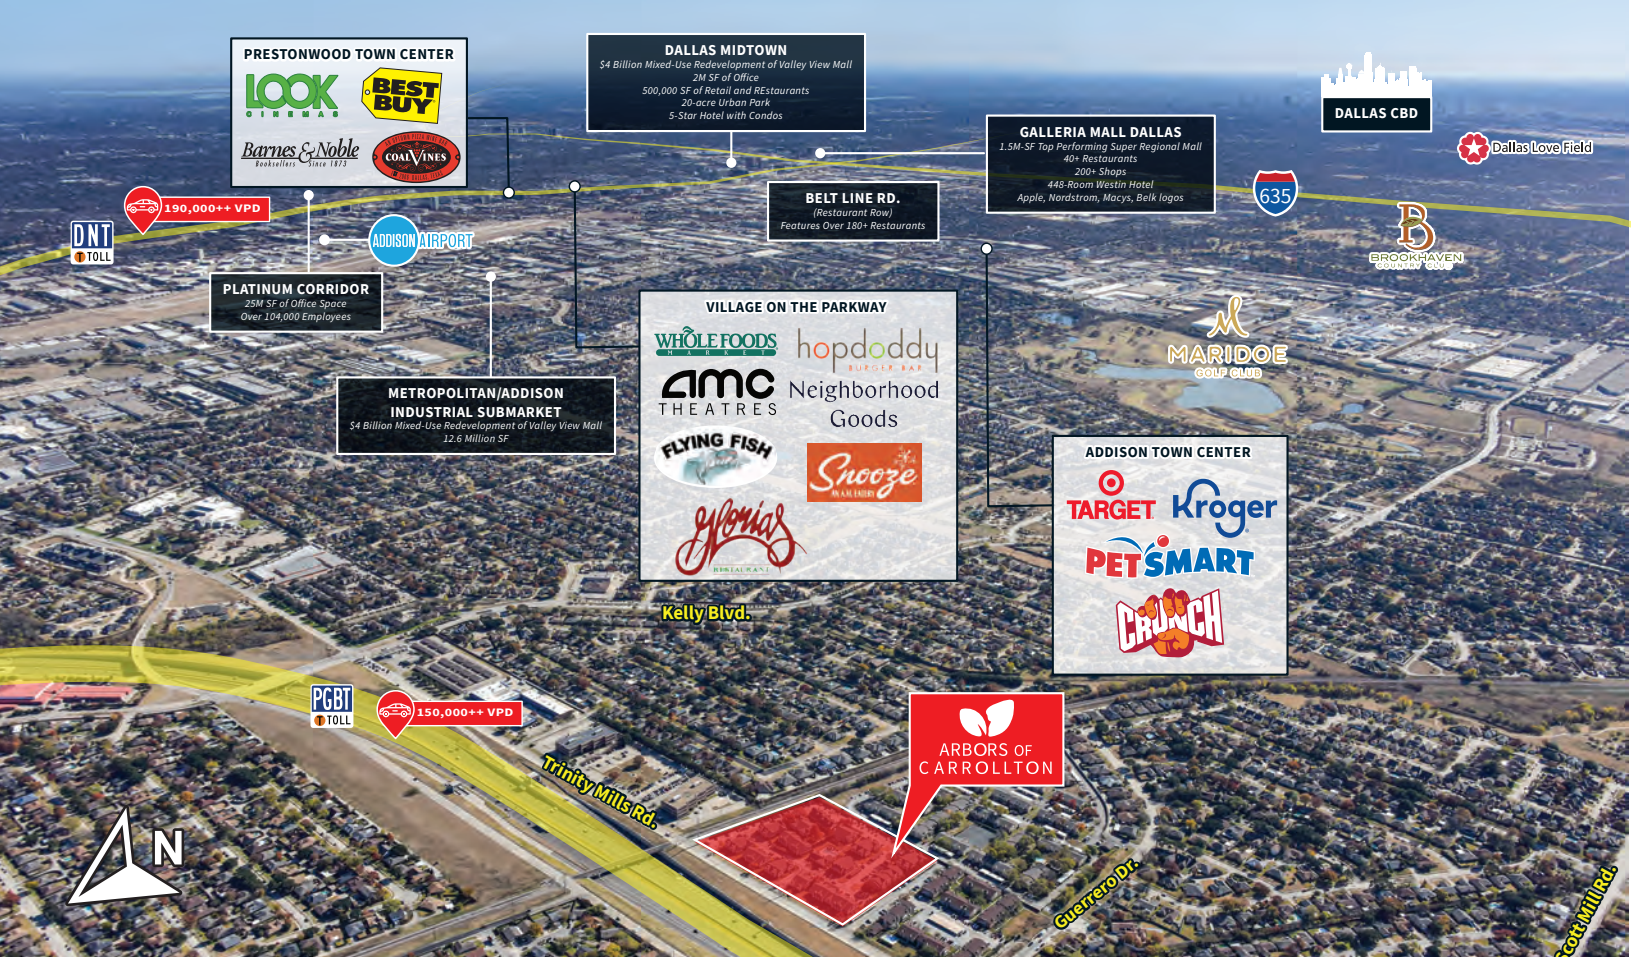 PRESTONWOOD TOWN CENTER
LOOK
CINEMAS
BEST
BUY
Barnes & Noble
Booksellers Since 1873
COALVINES
DALLAS MIDTOWN
$4 Billion Mixed-Use Redevelopment of Valley View Mall
2M SF of Office
500,000 SF of Retail and REstaurants
20-acre Urban Park
5-Star Hotel with Condos
GALLERIA MALL DALLAS
1.5M-SF Top Performing Super Regional Mall
40+ Restaurants
200+ Shops
448-Room Westin Hotel
Apple, Nordstrom, Macys, Belk logos
DALLAS CBD
Dallas Love Field
BELT LINE RD.
(Restaurant Row)
Features Over 180+ Restaurants
635
B
BROOKHAVEN
COUNTRY CLUB
190,000++ VPD
DNT
TOLL
ADDISON AIRPORT
PLATINUM CORRIDOR
25M SF of Office Space
Over 104,000 Employees
METROPOLITAN/ADDISON
INDUSTRIAL SUBMARKET
$4 Billion Mixed-Use Redevelopment of Valley View Mall
12.6 Million SF
VILLAGE ON THE PARKWAY
WHOLE FOODS
MARKET
hopdoddy
BURGER BAR
amc
THEATRES
Neighborhood
Goods
FLYING FISH
Snooze
AN A.M. EATERY
Glorias
RESTAURANT
M
MARIDOE
GOLF CLUB
ADDISON TOWN CENTER
TARGET
Kroger
PETSMART
CRUNCH
Kelly Blvd.
PGBT
T TOLL
150,000++ VPD
Trinity Mills Rd.
ARBORS OF
CARROLLTON
N
Guerrero Dr.
Scott Mill Rd.